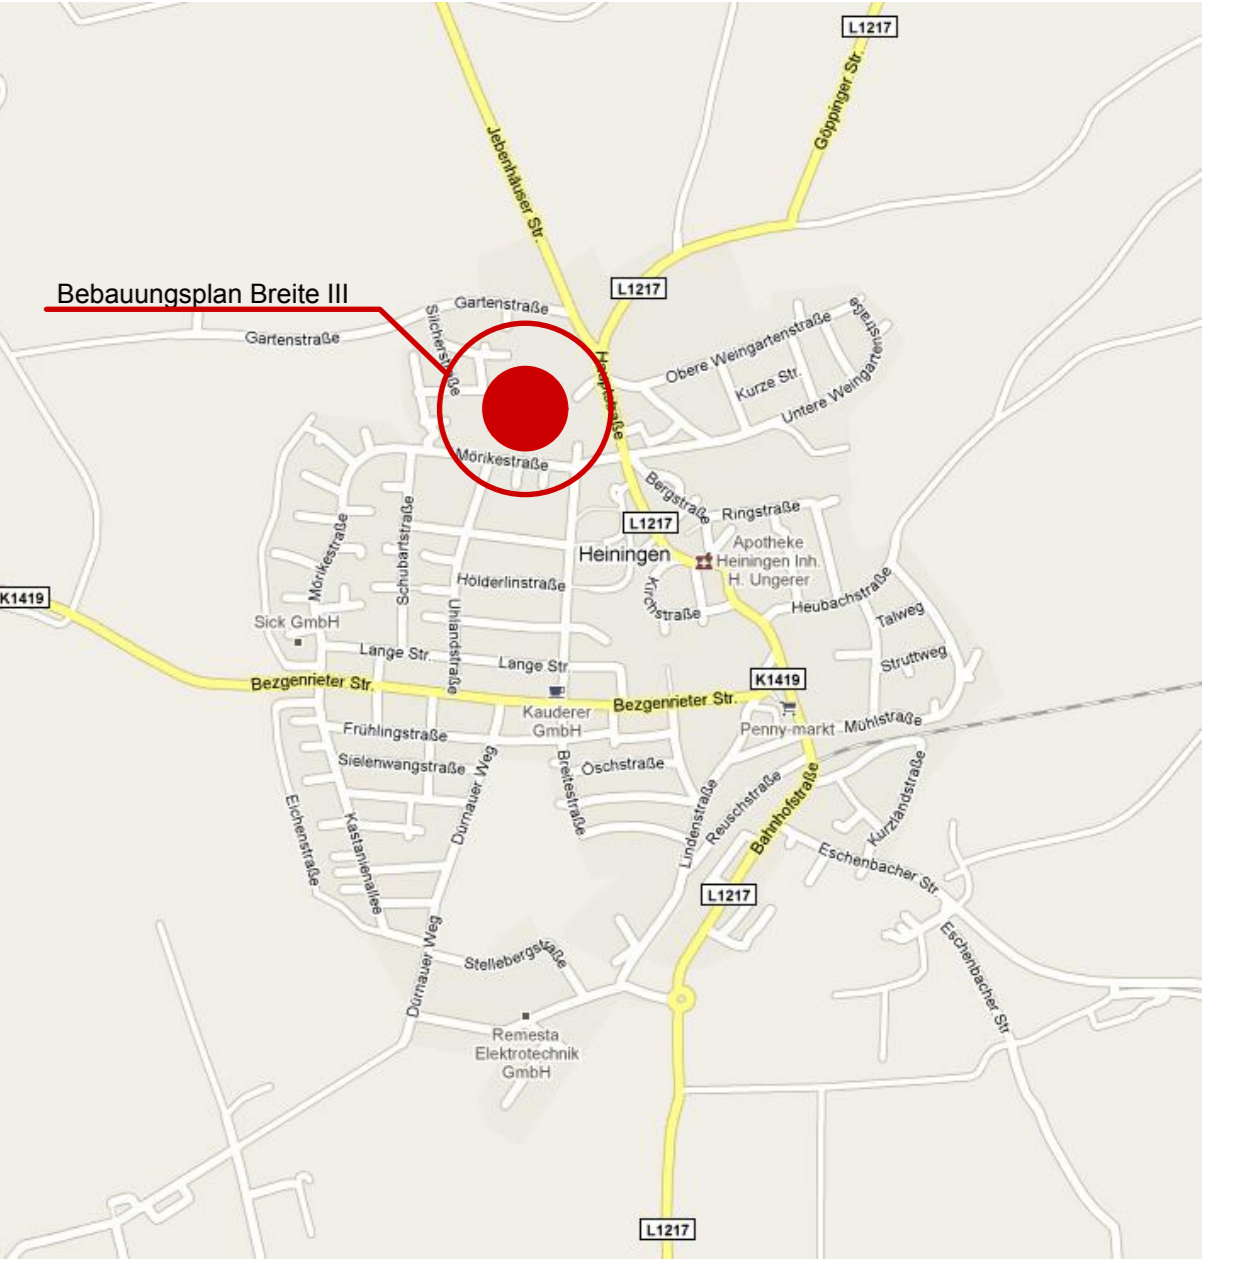 L1217
Göppinger Str.
Jebenhäuser Str.
L1217
Bebauungsplan Breite III
Gartenstraße
Gartenstraße
Silcherstraße
Hauptstraße
Obere Weingartenstraße
Kurze Str.
Untere Weingartenstraße
Mörikestraße
Bergstraße
Ringstraße
L1217
Heiningen
Apotheke
Heiningen Inh.
H. Ungerer
Mörikestraße
Schubartstraße
Hölderlinstraße
Uhlandstraße
Kirchstraße
Heubachstraße
Talweg
Struttweg
K1419
Sick GmbH
Lange Str.
Lange Str
Bezgenrieter Str.
Bezgenrieter Str.
K1419
Kauderer
GmbH
Penny-markt
Mühlstraße
Frühlingstraße
Sielenwangstraße
Öschstraße
Breitestraße
Dürnauer Weg
Eichenstraße
Kastanienallee
Lindenstraße
Reuschstraße
Bahnhofstraße
Kurzlandstraße
Eschenbacher Str.
L1217
Eschenbacher Str.
Dürnauer Weg
Stellebergstraße
Remesta
Elektrotechnik
GmbH
L1217